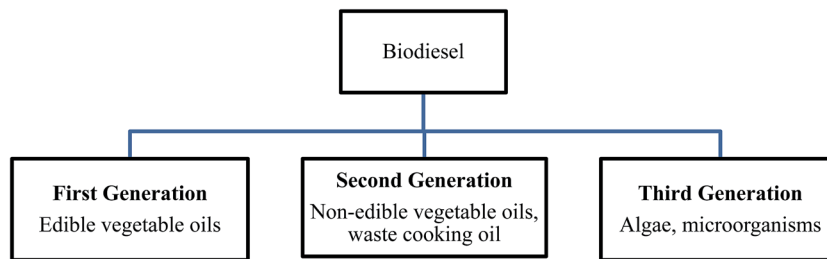 Biodiesel
First Generation
Edible vegetable oils
Second Generation
Non-edible vegetable oils,
waste cooking oil
Third Generation
Algae, microorganisms